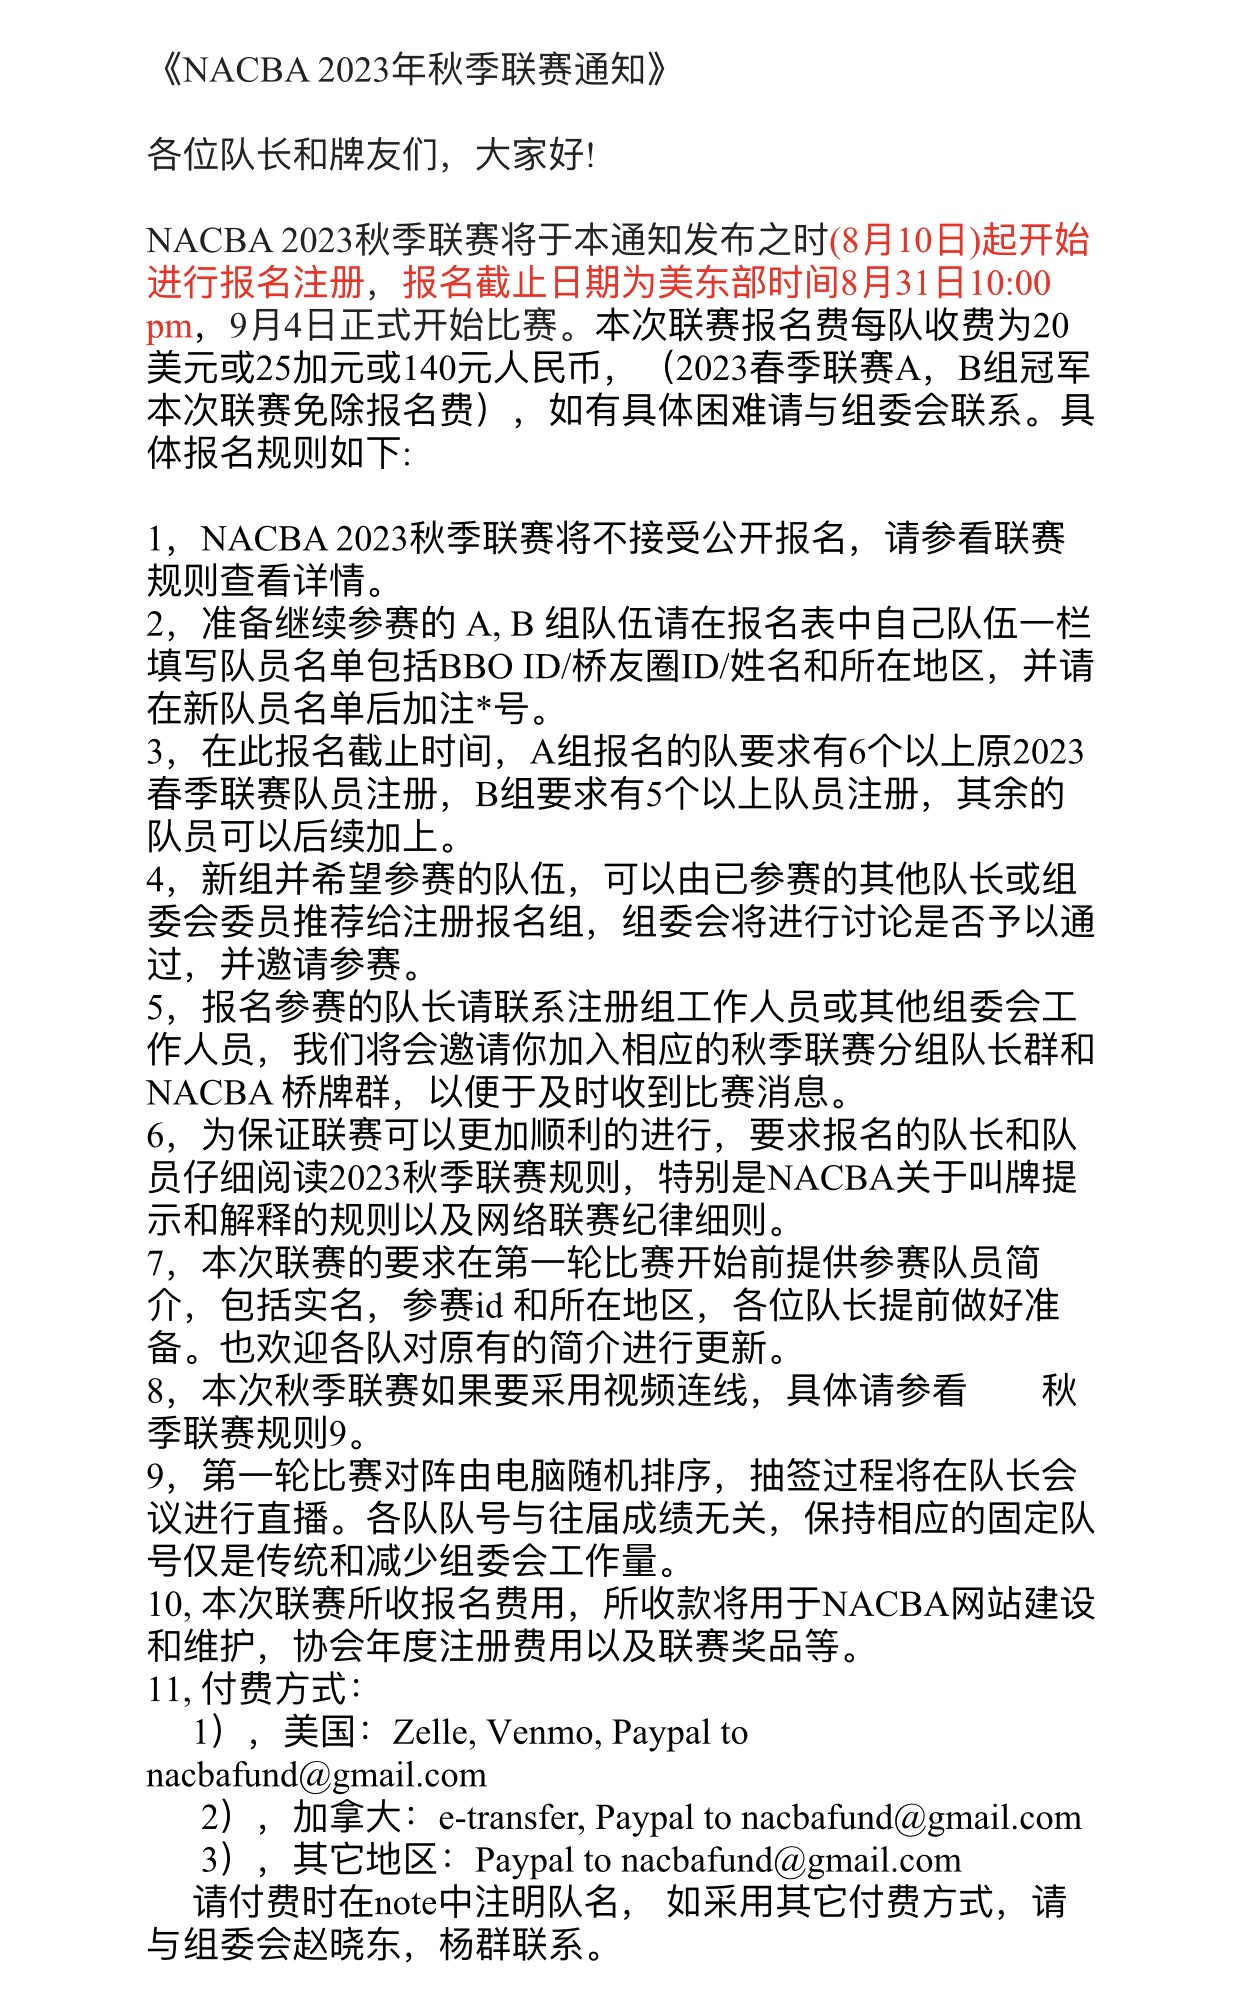 《NACBA 2023年秋季联赛通知》
各位队长和牌友们，大家好!
NACBA 2023秋季联赛将于本通知发布之时(8月10日)起开始
进行报名注册，报名截止日期为美东部时间8月31日10:00
pm，9月4日正式开始比赛。本次联赛报名费每队收费为20
美元或25加元或140元人民币，（2023春季联赛A，B组冠军
本次联赛免除报名费），如有具体困难请与组委会联系。具
体报名规则如下:
1，NACBA 2023秋季联赛将不接受公开报名，请参看联赛
规则查看详情。
2，准备继续参赛的 A, B 组队伍请在报名表中自己队伍一栏
填写队员名单包括BBO ID/桥友圈ID/姓名和所在地区，并请
在新队员名单后加注*号。
3，在此报名截止时间，A组报名的队要求有6个以上原2023
春季联赛队员注册，B组要求有5个以上队员注册，其余的
队员可以后续加上。
4，新组并希望参赛的队伍，可以由已参赛的其他队长或组
委会委员推荐给注册报名组，组委会将进行讨论是否予以通
过，并邀请参赛。
5，报名参赛的队长请联系注册组工作人员或其他组委会工
作人员，我们将会邀请你加入相应的秋季联赛分组队长群和
NACBA 桥牌群，以便于及时收到比赛消息。
6，为保证联赛可以更加顺利的进行，要求报名的队长和队
员仔细阅读2023秋季联赛规则，特别是NACBA关于叫牌提
示和解释的规则以及网络联赛纪律细则。
7，本次联赛的要求在第一轮比赛开始前提供参赛队员简
介，包括实名，参赛id 和所在地区，各位队长提前做好准
备。也欢迎各队对原有的简介进行更新。
8，本次秋季联赛如果要采用视频连线，具体请参看　　秋
季联赛规则9。
9，第一轮比赛对阵由电脑随机排序，抽签过程将在队长会
议进行直播。各队队号与往届成绩无关，保持相应的固定队
号仅是传统和减少组委会工作量。
10, 本次联赛所收报名费用，所收款将用于NACBA网站建设
和维护，协会年度注册费用以及联赛奖品等。
11, 付费方式：
1），美国：Zelle, Venmo, Paypal to
nacbafund@gmail.com
2），加拿大：e-transfer, Paypal to nacbafund@gmail.com
3），其它地区：Paypal to nacbafund@gmail.com
请付费时在note中注明队名， 如采用其它付费方式，请
与组委会赵晓东，杨群联系。